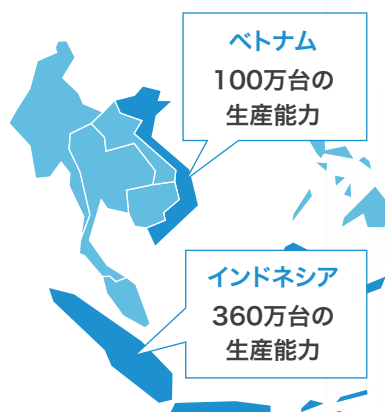 ベトナム
100万台の
生産能力
インドネシア
360万台の
生産能力